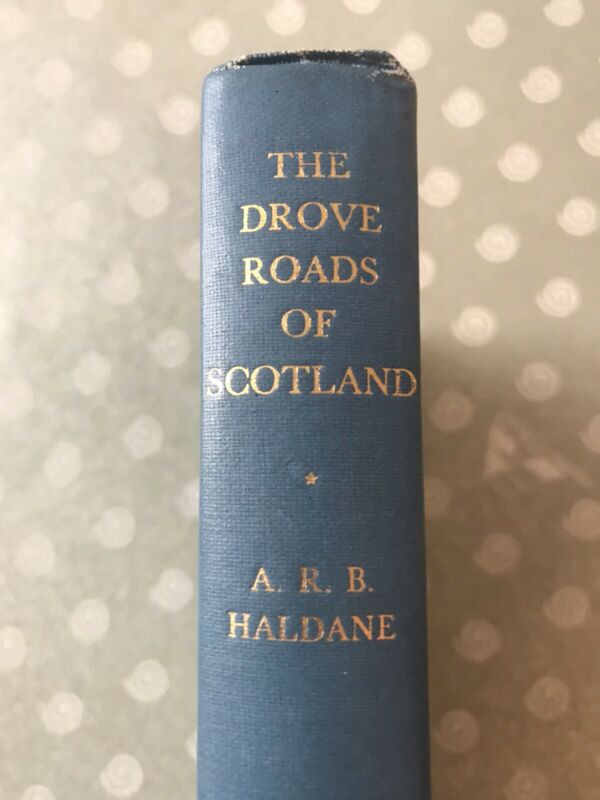 THE
DROVE
ROADS
OF
SCOTLAND
A. R. B.
HALDANE